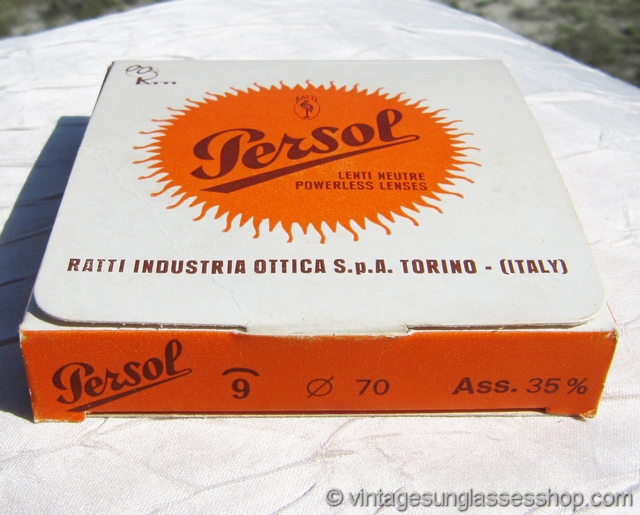 RATTI
Persol
LENTI NEUTRE
POWERLESS LENSES
RATTI INDUSTRIA OTTICA S.p.A. TORINO - (ITALY)
Persol 9 ⌀ 70 Ass. 35%
© vintagesunglassesshop.com